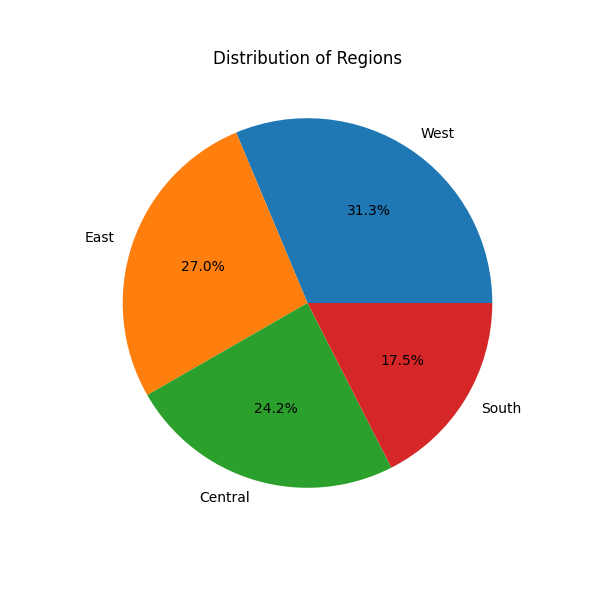 Distribution of Regions
West
31.3%
East
27.0%
17.5%
24.2%
South
Central